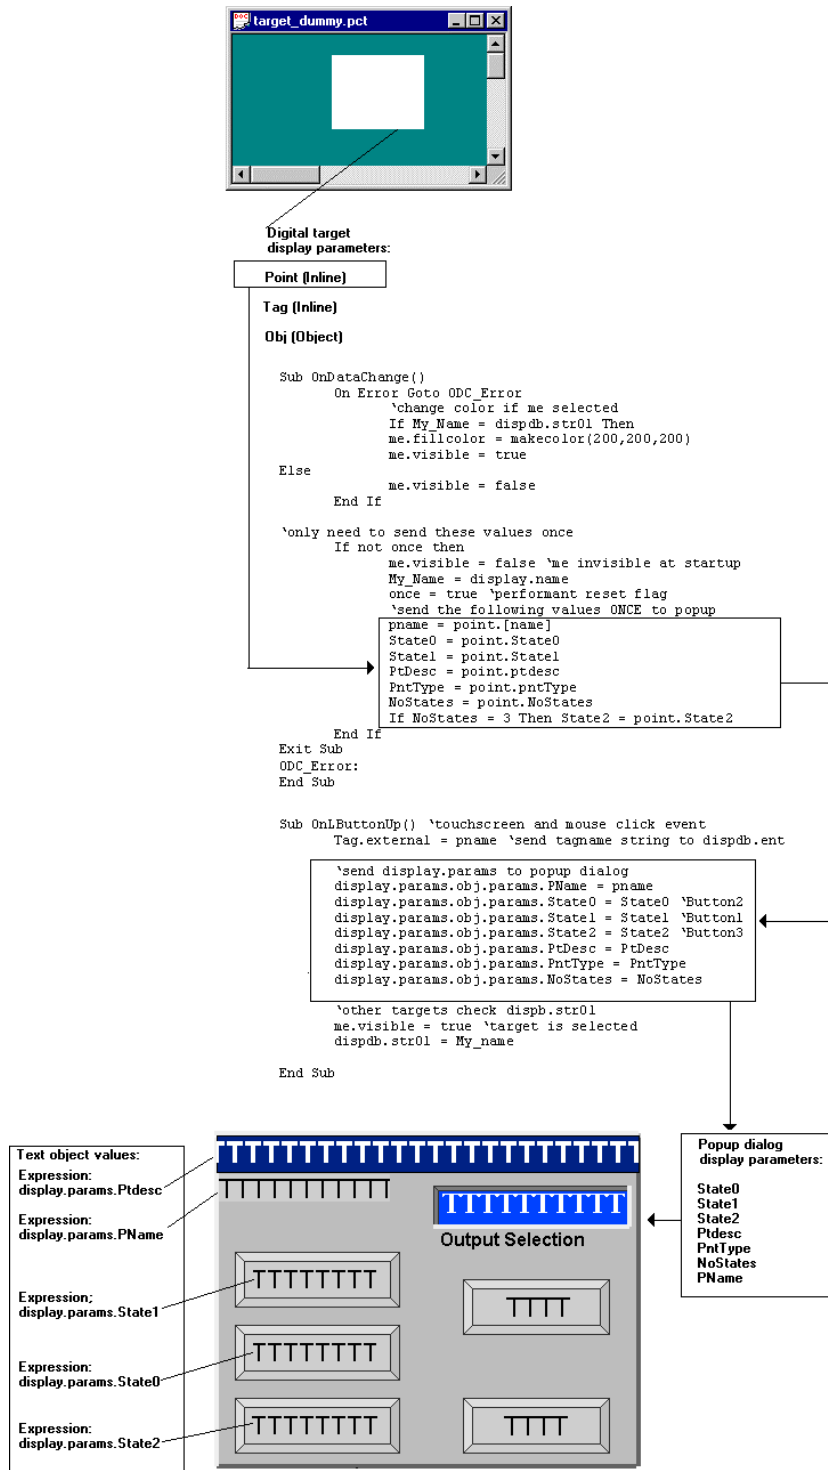 target_dummy.pct
Digital target
display parameters:
Point (Inline)
Tag (Inline)
Obj (Object)
Sub OnDataChange()
On Error Goto ODC_Error
‘change color if me selected
If My_Name = dispdb.str01 Then
me.fillcolor = makecolor(200,200,200)
me.visible = true
Else
me.visible = false
End If
‘only need to send these values once
If not once then
me.visible = false ‘me invisible at startup
My_Name = display.name
once = true ‘performant reset flag
‘send the following values ONCE to popup
pname = point.[name]
State0 = point.State0
State1 = point.State1
PtDesc = point.ptdesc
PntType = point.pntType
NoStates = point.NoStates
If NoStates = 3 Then State2 = point.State2
End If
Exit Sub
ODC_Error:
End Sub
Sub OnLButtonUp() ‘touchscreen and mouse click event
Tag.external = pname ‘send tagname string to dispdb.ent
‘send display.params to popup dialog
display.params.obj.params.PName = pname
display.params.obj.params.State0 = State0 ‘Button2
display.params.obj.params.State1 = State1 ‘Button1
display.params.obj.params.State2 = State2 ‘Button3
display.params.obj.params.PtDesc = PtDesc
display.params.obj.params.PntType = PntType
display.params.obj.params.NoStates = NoStates
‘other targets check dispb.str01
me.visible = true ‘target is selected
dispdb.str01 = My_name
End Sub
Text object values:
Expression:
display.params.Ptdesc
Expression:
display.params.PName
Expression;
display.params.State1
Expression:
display.params.State0
Expression:
display.params.State2
TTTTTTTTTTTTTTTTTTTTTTTT
TTTTTTTTTTTT
TTTTTTTTTT
Output Selection
TTTTTTTT
TTTT
TTTTTTTT
TTTTTTTT
TTTT
Popup dialog
display parameters:
State0
State1
State2
Ptdesc
PntType
NoStates
PName